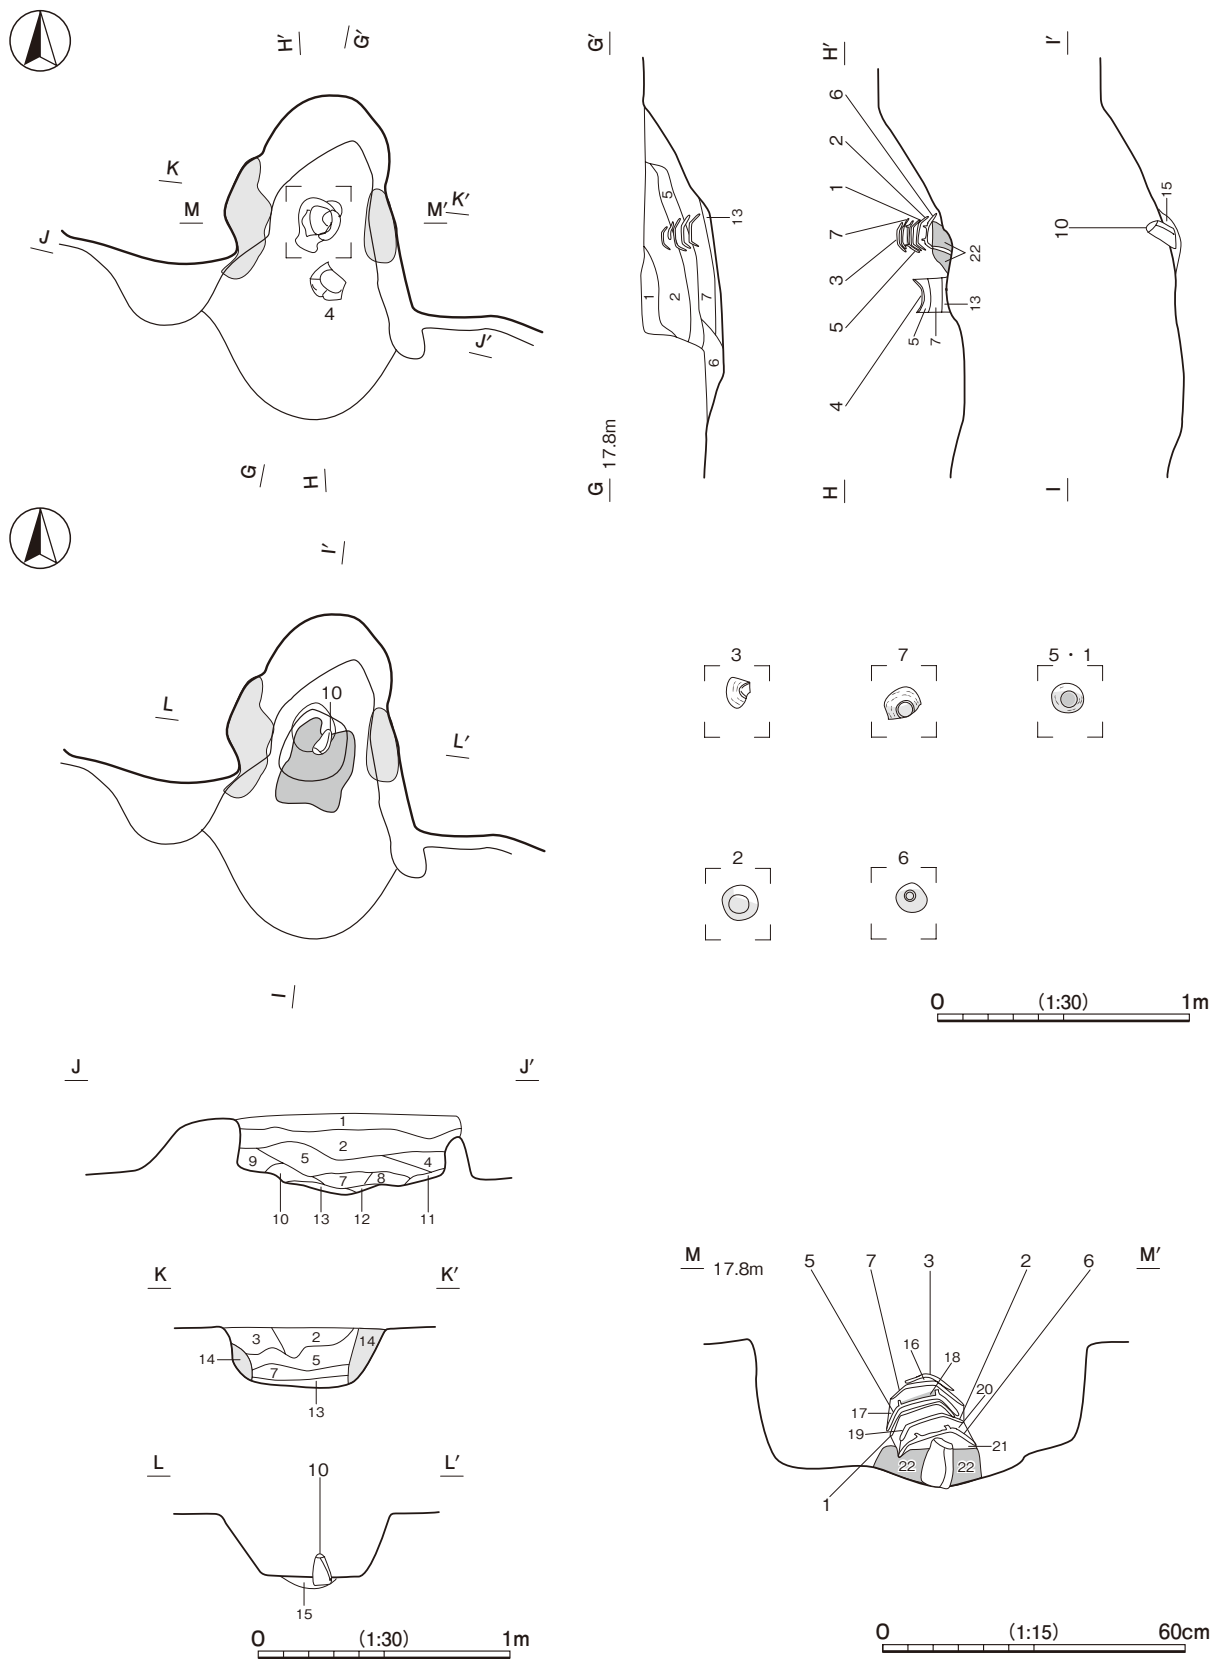 H′ G′
K
M M′ K′
J
4
J′
G H
G′
5
13
1 2 7
6
G 17.8m
H′
6
2
1
7
3
5
4
22
13
5 7
H
I′
15
10
I
I′
10
L
L′
I
3 7 5・1
2 6
0 (1:30) 1m
J J′
1
2
9 5 4
7 8
10 13 12 11
K K′
3 2 14
14 5
7
13
L 10 L′
15
0 (1:30) 1m
M 17.8m 5 7 3 2 6 M′
16 18
20
17
19
21
22 22
1
0 (1:15) 60cm